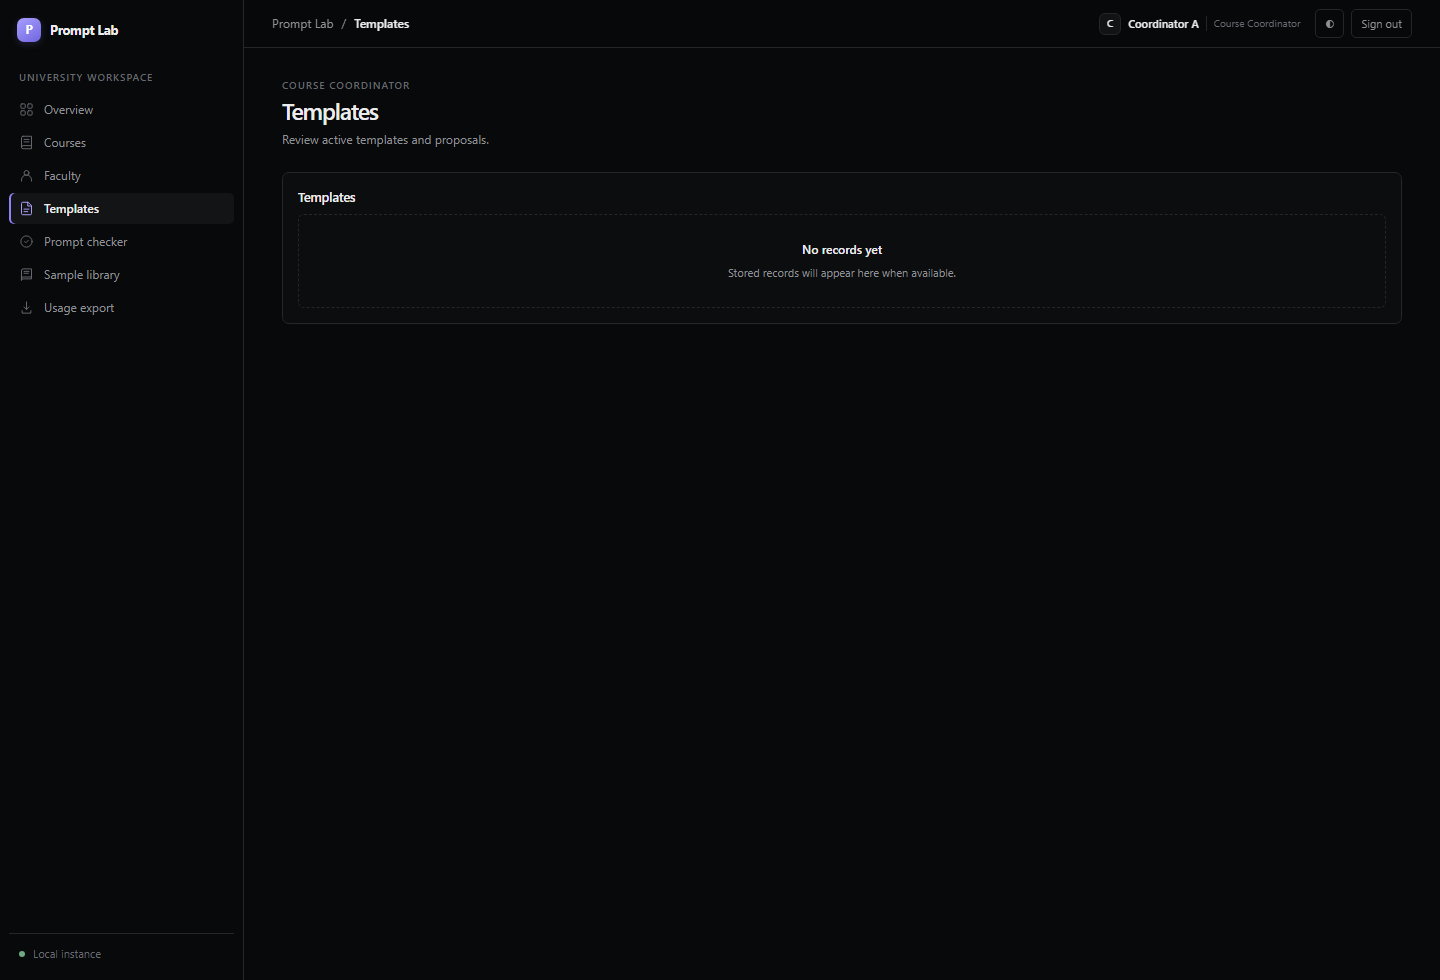 P Prompt Lab
UNIVERSITY WORKSPACE
Overview
Courses
Faculty
Templates
Prompt checker
Sample library
Usage export
Local instance
Prompt Lab / Templates
C Coordinator A Course Coordinator Sign out
COURSE COORDINATOR
Templates
Review active templates and proposals.
Templates
No records yet
Stored records will appear here when available.